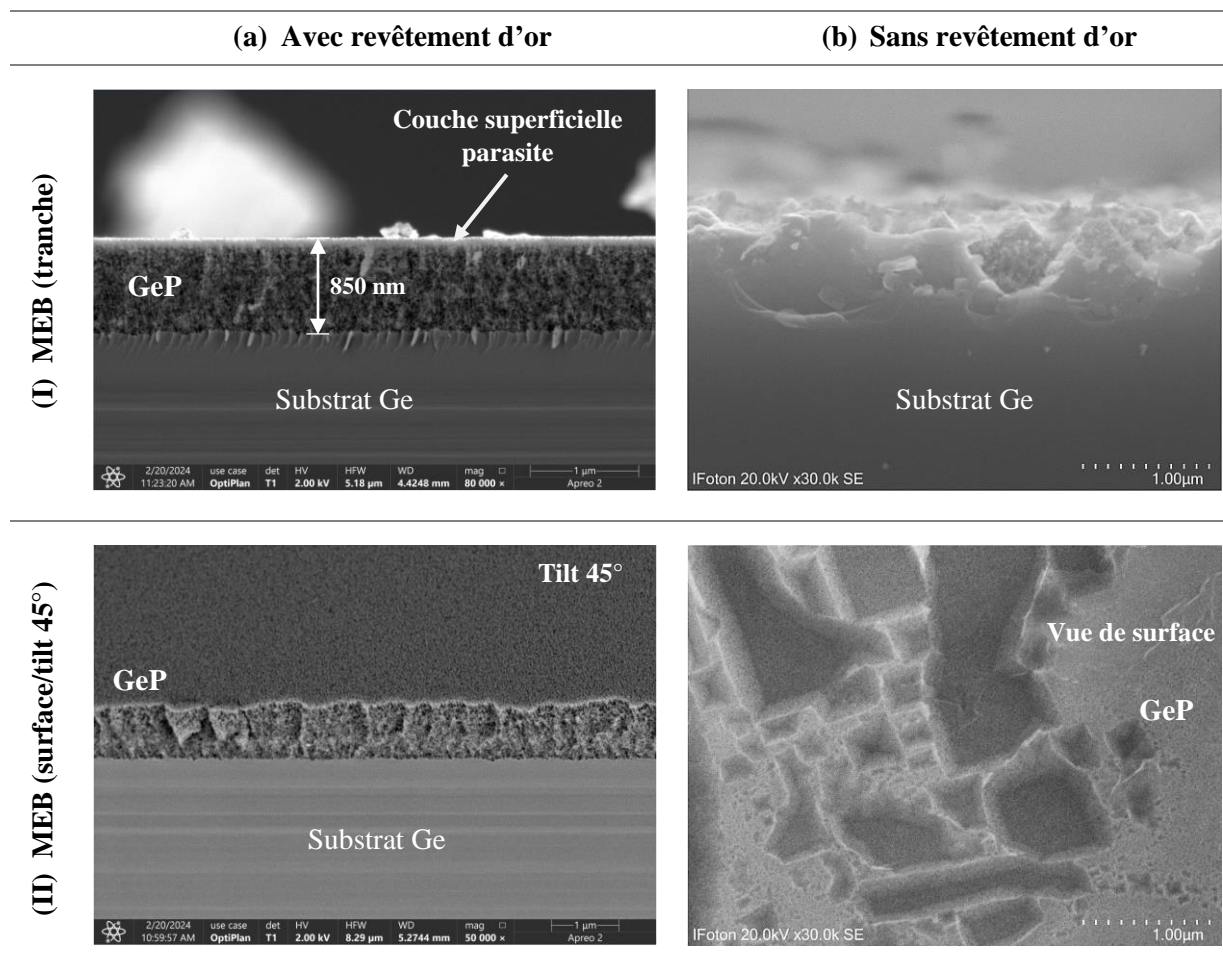 (a) Avec revêtement d’or
(b) Sans revêtement d’or
(I) MEB (tranche)
Couche superficielle
parasite
GeP
850 nm
Substrat Ge
2/20/2024 use case det HV HFW WD mag □ 1 µm
11:23:20 AM OptiPlan T1 2.00 kV 5.18 µm 4.4248 mm 80 000 × Apreo 2
Substrat Ge
IFoton 20.0kV x30.0k SE 1.00µm
(II) MEB (surface/tilt 45°)
Tilt 45°
GeP
Substrat Ge
2/20/2024 use case det HV HFW WD mag □ 1 µm
10:59:57 AM OptiPlan T1 2.00 kV 8.29 µm 5.2744 mm 50 000 × Apreo 2
Vue de surface
GeP
IFoton 20.0kV x30.0k SE 1.00µm